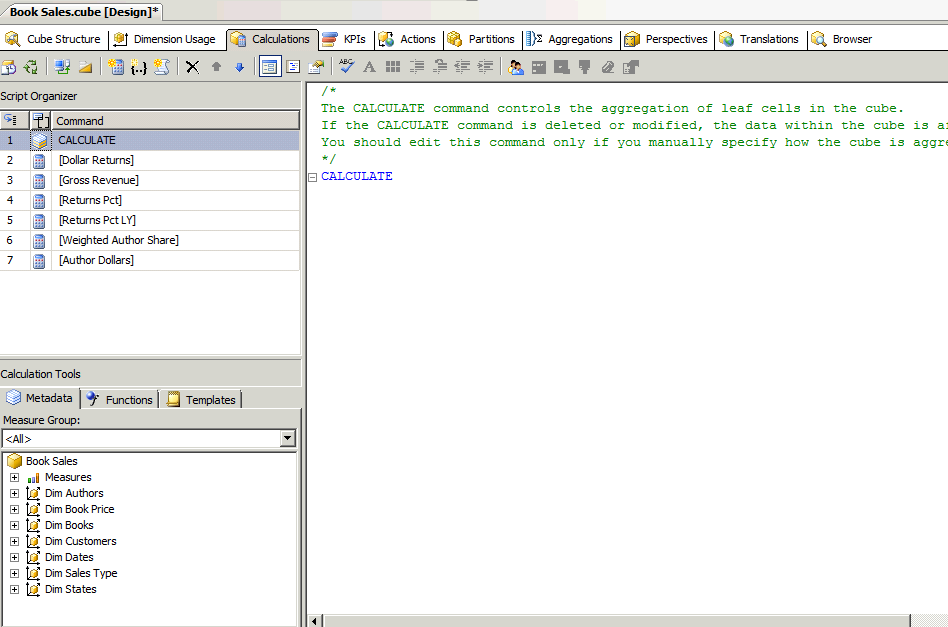 Book Sales.cube [Design]*
Cube Structure Dimension Usage Calculations KPIs Actions Partitions Aggregations Perspectives Translations Browser
Script Organizer
Command
1 CALCULATE
2 [Dollar Returns]
3 [Gross Revenue]
4 [Returns Pct]
5 [Returns Pct LY]
6 [Weighted Author Share]
7 [Author Dollars]
Calculation Tools
Metadata Functions Templates
Measure Group:
<All>
Book Sales
Measures
Dim Authors
Dim Book Price
Dim Books
Dim Customers
Dim Dates
Dim Sales Type
Dim States
/*
The CALCULATE command controls the aggregation of leaf cells in the cube.
If the CALCULATE command is deleted or modified, the data within the cube is
You should edit this command only if you manually specify how the cube is
*/
CALCULATE